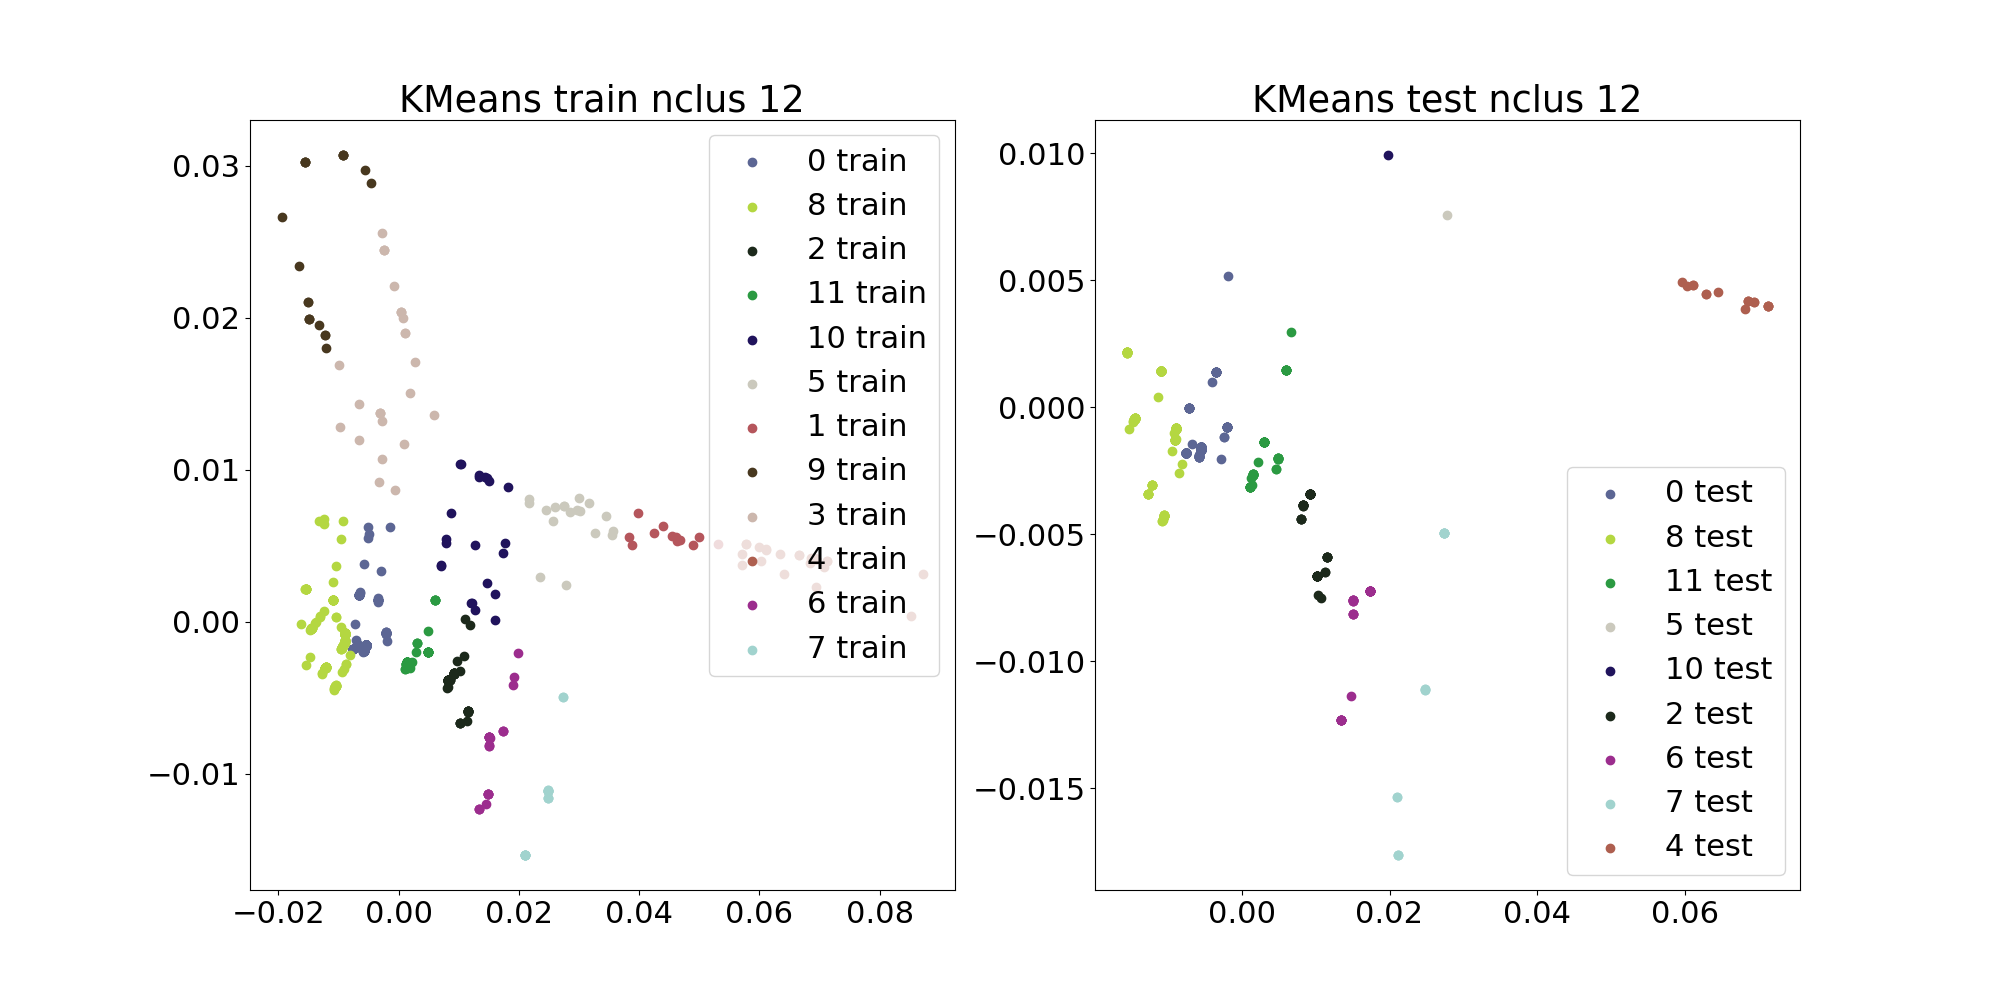 KMeans train nclus 12
0.03
0.02
0.01
0.00
−0.01
−0.02
0.00
0.02
0.04
0.06
0.08
0 train
8 train
2 train
11 train
10 train
5 train
1 train
9 train
3 train
4 train
6 train
7 train
KMeans test nclus 12
0.010
0.005
0.000
−0.005
−0.010
−0.015
0.00
0.02
0.04
0.06
0 test
8 test
11 test
5 test
10 test
2 test
6 test
7 test
4 test